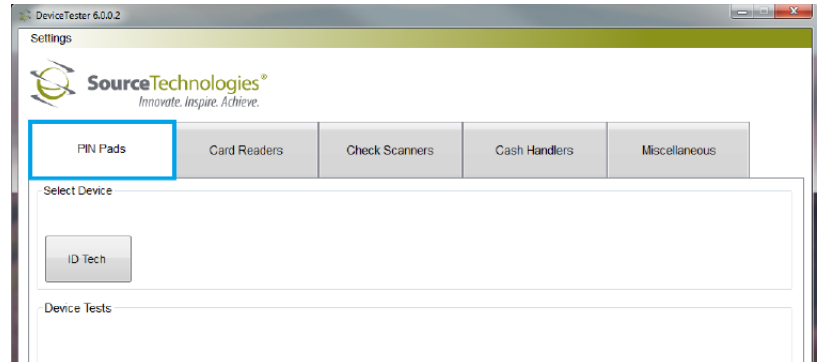 DeviceTester 6.0.0.2
Settings
SourceTechnologies®
Innovate. Inspire. Achieve.
PIN Pads Card Readers Check Scanners Cash Handlers Miscellaneous
Select Device
ID Tech
Device Tests